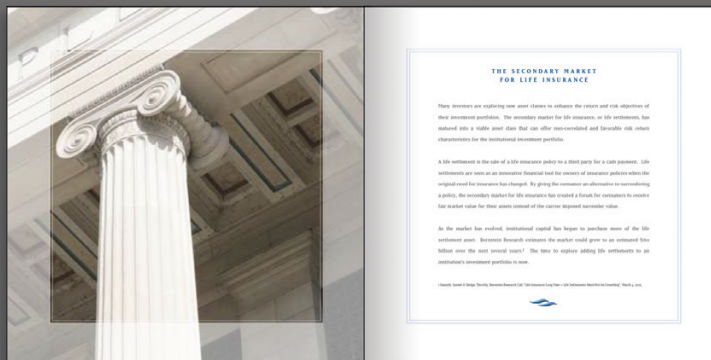 THE SECONDARY MARKET
FOR LIFE INSURANCE
Many investors are exploring new asset classes to enhance the return and risk objectives of
their investment portfolios. The secondary market for life insurance, or life settlements, has
matured into a viable asset class that can offer non-correlated and favorable risk return
characteristics for the institutional investment portfolio.
A life settlement is the sale of a life insurance policy to a third party for a cash payment. Life
settlements are seen as an innovative financial tool for owners of insurance policies when the
original need for insurance has changed. By giving the consumer an alternative to surrendering
a policy, the secondary market for life insurance has created a forum for consumers to receive
fair market value for their assets instead of the carrier imposed surrender value.
As the market has evolved, institutional capital has begun to purchase more of the life
settlement asset. Bernstein Research estimates the market could grow to an estimated
billion over the next several years. The time to explore adding life settlements to an
institution's investment portfolio is now.